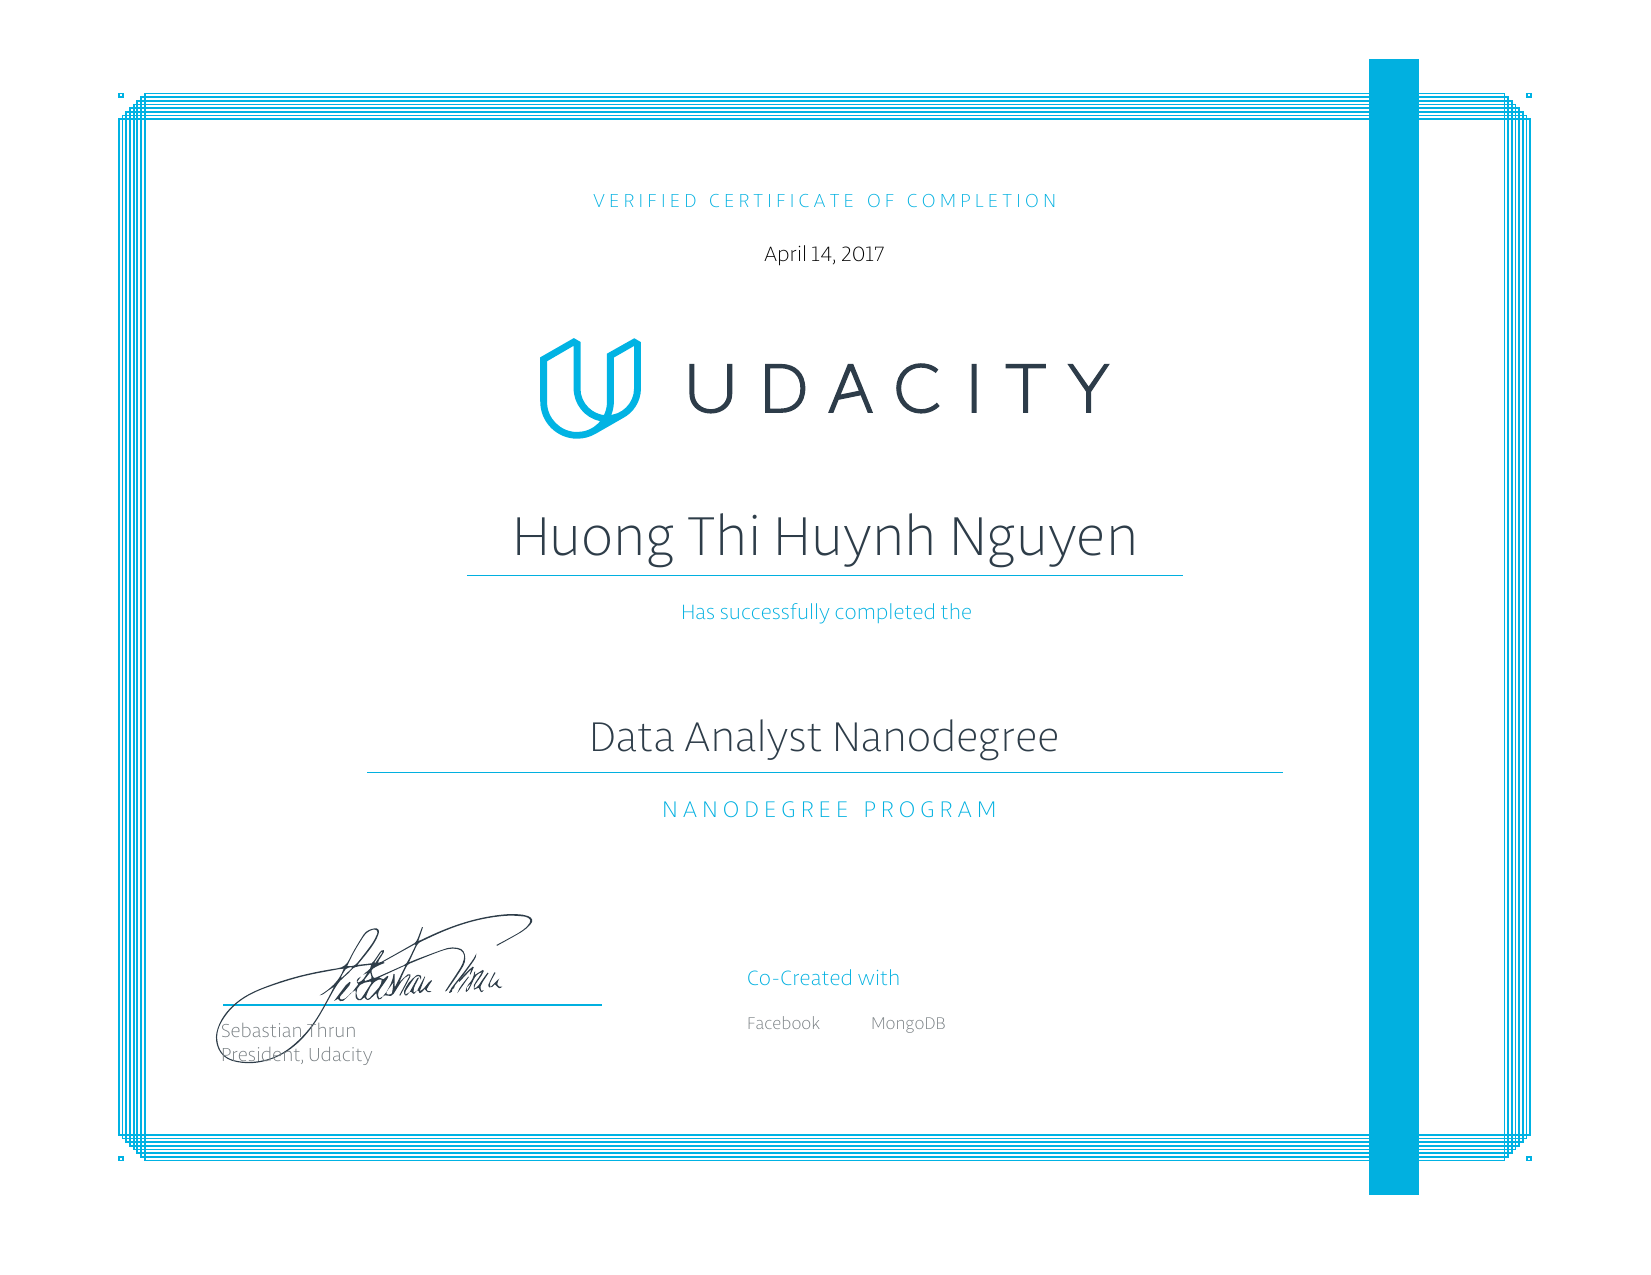 VERIFIED CERTIFICATE OF COMPLETION
April 14, 2017
UDACITY
Huong Thi Huynh Nguyen
Has successfully completed the
Data Analyst Nanodegree
NANODEGREE PROGRAM
Sebastian Thrun
Sebastian Thrun
President, Udacity
Co-Created with
Facebook MongoDB